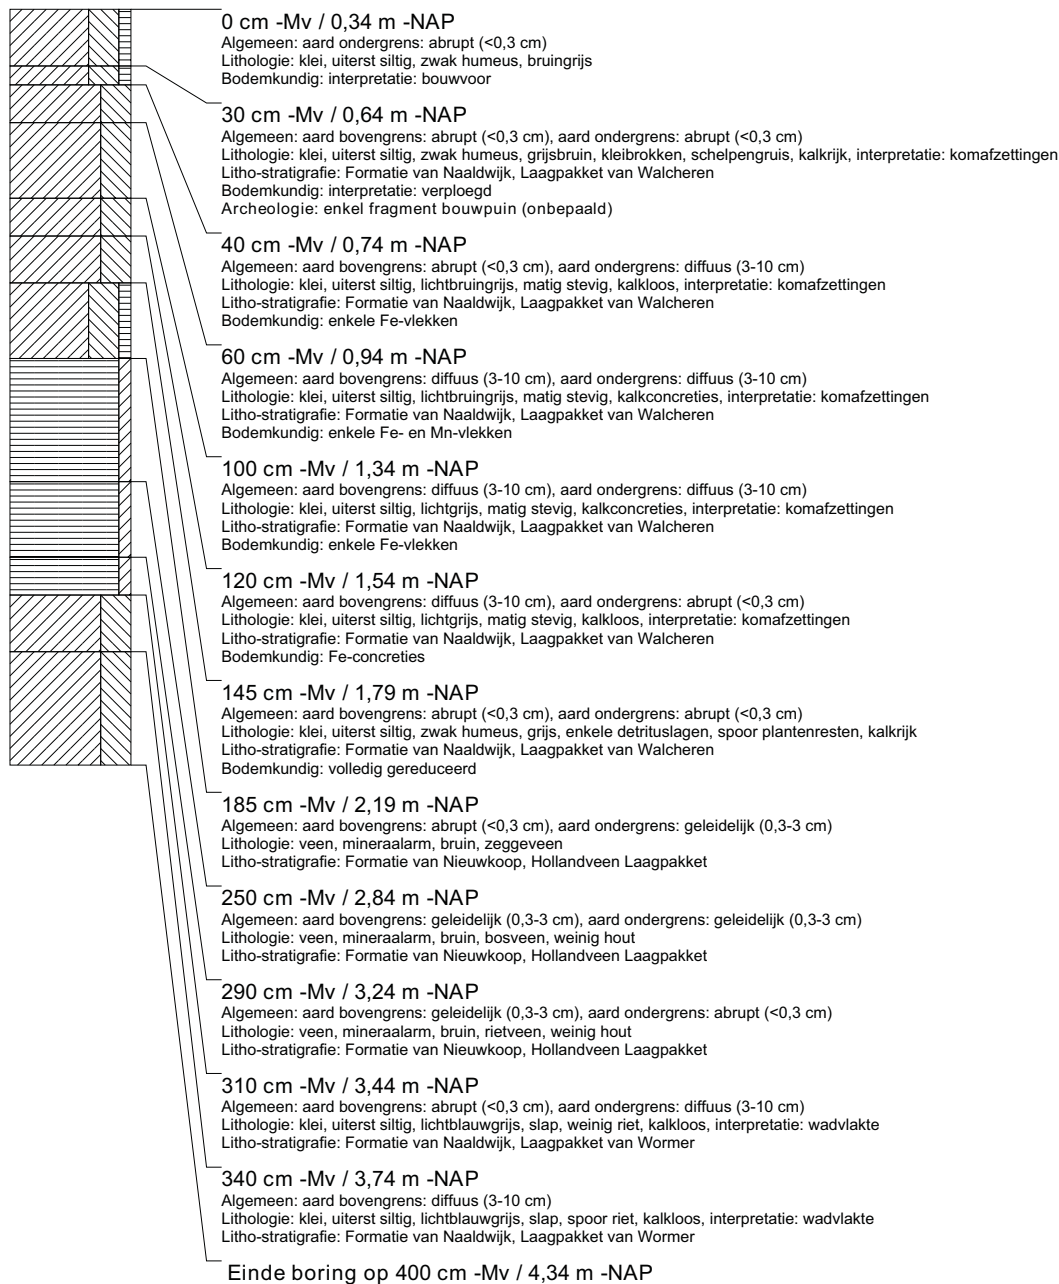 0 cm -Mv / 0,34 m -NAP
Algemeen: aard ondergrens: abrupt (<0,3 cm)
Lithologie: klei, uiterst siltig, zwak humeus, bruingrijs
Bodemkundig: interpretatie: bouwvoor
30 cm -Mv / 0,64 m -NAP
Algemeen: aard bovengrens: abrupt (<0,3 cm), aard ondergrens: abrupt (<0,3 cm)
Lithologie: klei, uiterst siltig, zwak humeus, grijsbruin, kleibrokken, schelpengruis, kalkrijk, interpretatie: komafzettingen
Litho-stratigrafie: Formatie van Naaldwijk, Laagpakket van Walcheren
Bodemkundig: interpretatie: verploegd
Archeologie: enkel fragment bouwpuin (onbepaald)
40 cm -Mv / 0,74 m -NAP
Algemeen: aard bovengrens: abrupt (<0,3 cm), aard ondergrens: diffuus (3-10 cm)
Lithologie: klei, uiterst siltig, lichtbruingrijs, matig stevig, kalkloos, interpretatie: komafzettingen
Litho-stratigrafie: Formatie van Naaldwijk, Laagpakket van Walcheren
Bodemkundig: enkele Fe-vlekken
60 cm -Mv / 0,94 m -NAP
Algemeen: aard bovengrens: diffuus (3-10 cm), aard ondergrens: diffuus (3-10 cm)
Lithologie: klei, uiterst siltig, lichtbruingrijs, matig stevig, kalkconcreties, interpretatie: komafzettingen
Litho-stratigrafie: Formatie van Naaldwijk, Laagpakket van Walcheren
Bodemkundig: enkele Fe- en Mn-vlekken
100 cm -Mv / 1,34 m -NAP
Algemeen: aard bovengrens: diffuus (3-10 cm), aard ondergrens: diffuus (3-10 cm)
Lithologie: klei, uiterst siltig, lichtgrijs, matig stevig, kalkconcreties, interpretatie: komafzettingen
Litho-stratigrafie: Formatie van Naaldwijk, Laagpakket van Walcheren
Bodemkundig: enkele Fe-vlekken
120 cm -Mv / 1,54 m -NAP
Algemeen: aard bovengrens: diffuus (3-10 cm), aard ondergrens: abrupt (<0,3 cm)
Lithologie: klei, uiterst siltig, lichtgrijs, matig stevig, kalkloos, interpretatie: komafzettingen
Litho-stratigrafie: Formatie van Naaldwijk, Laagpakket van Walcheren
Bodemkundig: Fe-concreties
145 cm -Mv / 1,79 m -NAP
Algemeen: aard bovengrens: abrupt (<0,3 cm), aard ondergrens: abrupt (<0,3 cm)
Lithologie: klei, uiterst siltig, zwak humeus, grijs, enkele detrituslagen, spoor plantenresten, kalkrijk
Litho-stratigrafie: Formatie van Naaldwijk, Laagpakket van Walcheren
Bodemkundig: volledig gereduceerd
185 cm -Mv / 2,19 m -NAP
Algemeen: aard bovengrens: abrupt (<0,3 cm), aard ondergrens: geleidelijk (0,3-3 cm)
Lithologie: veen, mineraalarm, bruin, zeggeveen
Litho-stratigrafie: Formatie van Nieuwkoop, Hollandveen Laagpakket
250 cm -Mv / 2,84 m -NAP
Algemeen: aard bovengrens: geleidelijk (0,3-3 cm), aard ondergrens: geleidelijk (0,3-3 cm)
Lithologie: veen, mineraalarm, bruin, bosveen, weinig hout
Litho-stratigrafie: Formatie van Nieuwkoop, Hollandveen Laagpakket
290 cm -Mv / 3,24 m -NAP
Algemeen: aard bovengrens: geleidelijk (0,3-3 cm), aard ondergrens: abrupt (<0,3 cm)
Lithologie: veen, mineraalarm, bruin, rietveen, weinig hout
Litho-stratigrafie: Formatie van Nieuwkoop, Hollandveen Laagpakket
310 cm -Mv / 3,44 m -NAP
Algemeen: aard bovengrens: abrupt (<0,3 cm), aard ondergrens: diffuus (3-10 cm)
Lithologie: klei, uiterst siltig, lichtblauwgrijs, slap, weinig riet, kalkloos, interpretatie: wadvlakte
Litho-stratigrafie: Formatie van Naaldwijk, Laagpakket van Wormer
340 cm -Mv / 3,74 m -NAP
Algemeen: aard bovengrens: diffuus (3-10 cm)
Lithologie: klei, uiterst siltig, lichtblauwgrijs, slap, spoor riet, kalkloos, interpretatie: wadvlakte
Litho-stratigrafie: Formatie van Naaldwijk, Laagpakket van Wormer
Einde boring op 400 cm -Mv / 4,34 m -NAP